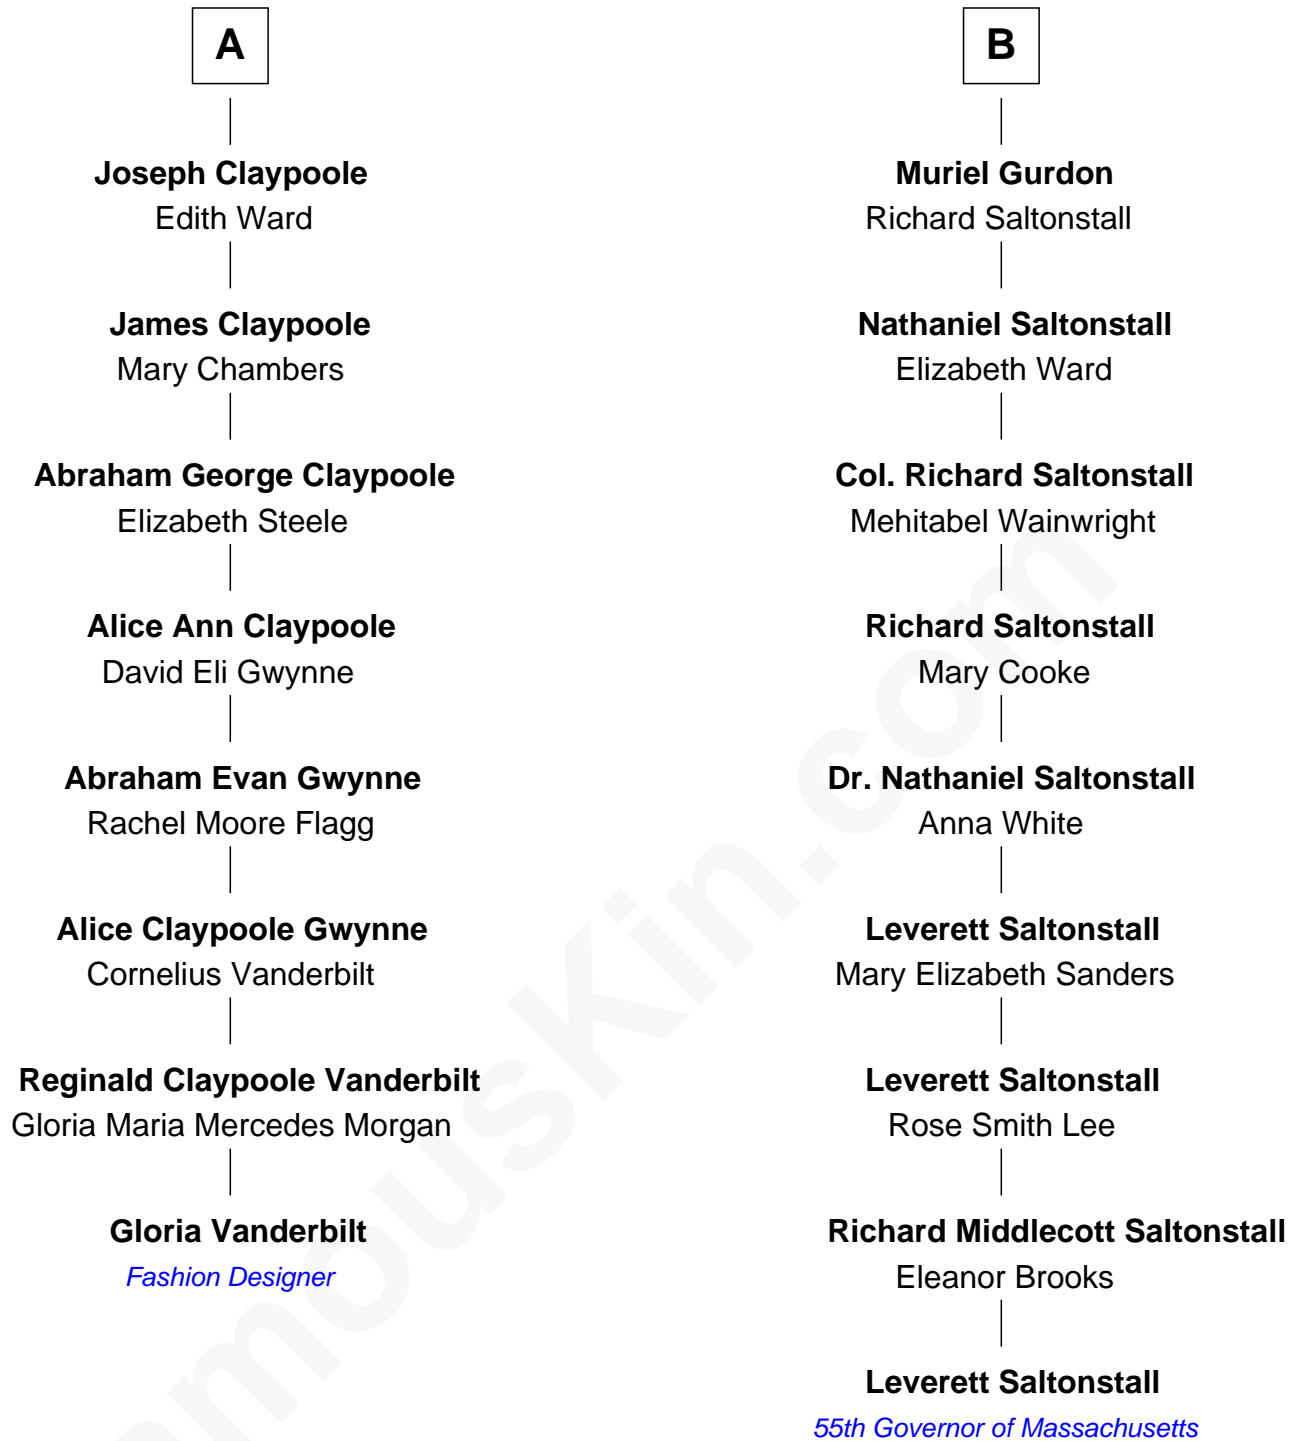 A
Joseph Claypoole
Edith Ward
James Claypoole
Mary Chambers
Abraham George Claypoole
Elizabeth Steele
Alice Ann Claypoole
David Eli Gwynne
Abraham Evan Gwynne
Rachel Moore Flagg
Alice Claypoole Gwynne
Cornelius Vanderbilt
Reginald Claypoole Vanderbilt
Gloria Maria Mercedes Morgan
Gloria Vanderbilt
Fashion Designer
B
Muriel Gurdon
Richard Saltonstall
Nathaniel Saltonstall
Elizabeth Ward
Col. Richard Saltonstall
Mehitabel Wainwright
Richard Saltonstall
Mary Cooke
Dr. Nathaniel Saltonstall
Anna White
Leverett Saltonstall
Mary Elizabeth Sanders
Leverett Saltonstall
Rose Smith Lee
Richard Middlecott Saltonstall
Eleanor Brooks
Leverett Saltonstall
55th Governor of Massachusetts
amousKin.com